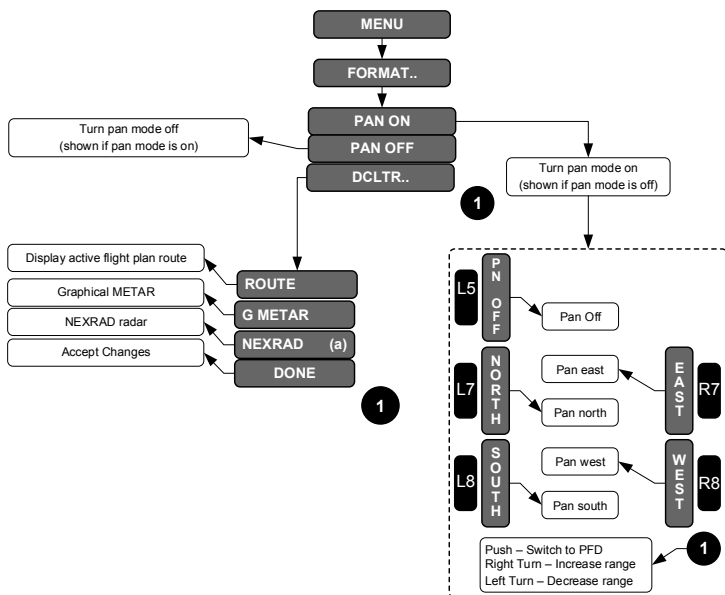 MENU
FORMAT..
PAN ON
PAN OFF
DCLTR..
Turn pan mode off
(shown if pan mode is on)
Turn pan mode on
(shown if pan mode is off)
1
Display active flight plan route
Graphical METAR
NEXRAD radar
Accept Changes
ROUTE
G METAR
NEXRAD (a)
DONE
1
L5
PN OFF
Pan Off
L7
NORTH
Pan east
Pan north
EAST
R7
L8
SOUTH
Pan west
Pan south
WEST
R8
Push – Switch to PFD
Right Turn – Increase range
Left Turn – Decrease range
1